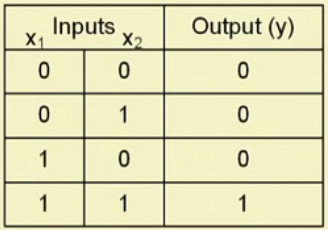 Inputs Output (y)
x₁ x₂
0 0 0
0 1 0
1 0 0
1 1 1